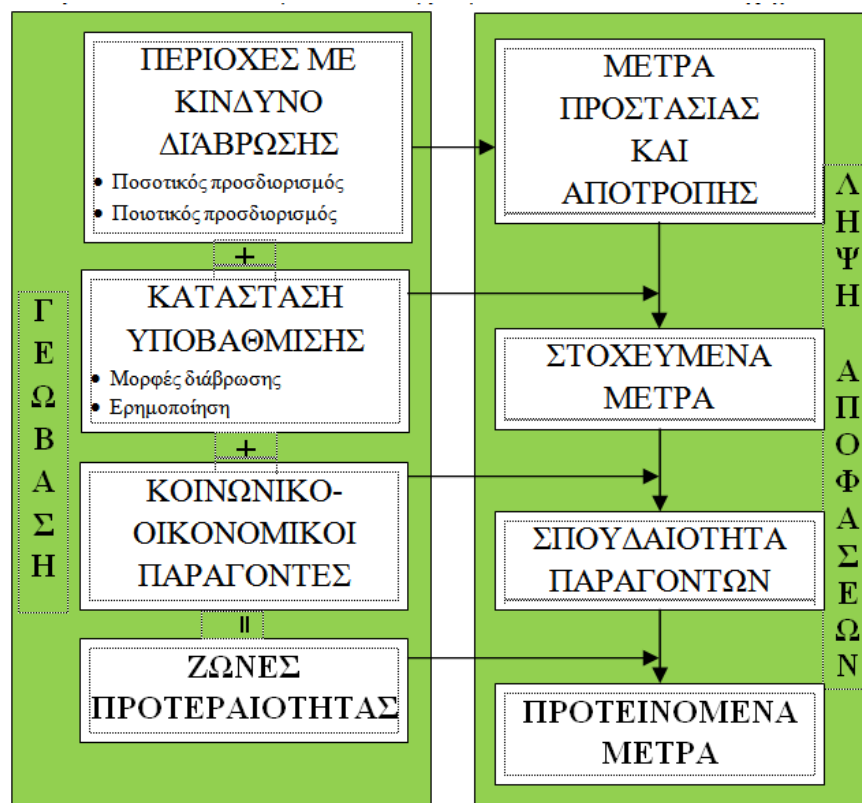 ΠΕΡΙΟΧΕΣ ΜΕ
ΚΙΝΔΥΝΟ
ΔΙΆΒΡΩΣΗΣ
• Ποσοτικός προσδιορισμός
• Ποιοτικός προσδιορισμός
+
ΚΑΤΑΣΤΑΣΗ
ΥΠΟΒΑΘΜΙΣΗΣ
• Μορφές διάβρωσης
• Ερημοποίηση
+
ΚΟΙΝΩΝΙΚΟ-
ΟΙΚΟΝΟΜΙΚΟΙ
ΠΑΡΑΓΟΝΤΕΣ
=
ΖΩΝΕΣ
ΠΡΟΤΕΡΑΙΟΤΗΤΑΣ
ΓΕΩΒΑΣΗ
ΜΕΤΡΑ
ΠΡΟΣΤΑΣΙΑΣ
ΚΑΙ
ΑΠΟΤΡΟΠΗΣ
ΣΤΟΧΕΥΜΕΝΑ
ΜΕΤΡΑ
ΣΠΟΥΔΑΙΟΤΗΤΑ
ΠΑΡΑΓΟΝΤΩΝ
ΠΡΟΤΕΙΝΟΜΕΝΑ
ΜΕΤΡΑ
ΛΗΨΗ ΑΠΟΦΑΣΕΩΝ